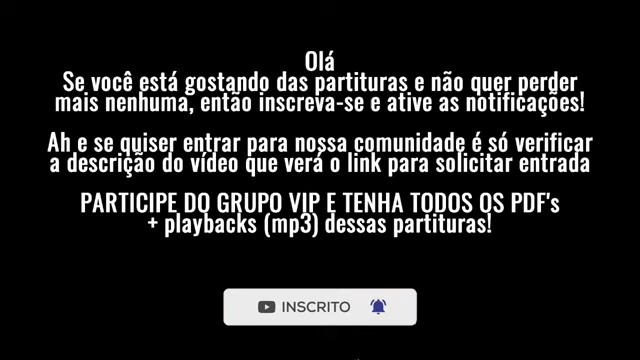 Olá
Se você está gostando das partituras e não quer perder
mais nenhuma, então inscreva-se e ative as notificações!
Ah e se quiser entrar para nossa comunidade é só verificar
a descrição do vídeo que verá o link para solicitar entrada
PARTICIPE DO GRUPO VIP E TENHA TODOS OS PDF's
+ playbacks (mp3) dessas partituras!
INSCRITO